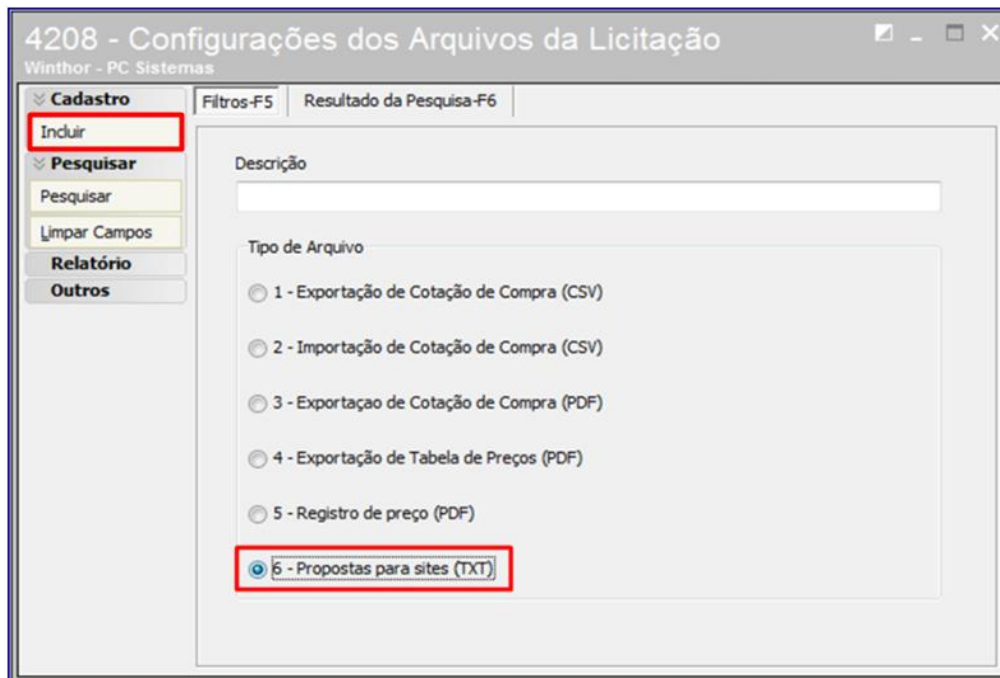 4208 - Configurações dos Arquivos da Licitação
Winthor - PC Sistemas
Cadastro
Incluir
Pesquisar
Pesquisar
Limpar Campos
Relatório
Outros
Filtros-F5
Resultado da Pesquisa-F6
Descrição
Tipo de Arquivo
1 - Exportação de Cotação de Compra (CSV)
2 - Importação de Cotação de Compra (CSV)
3 - Exportaçao de Cotação de Compra (PDF)
4 - Exportação de Tabela de Preços (PDF)
5 - Registro de preço (PDF)
6 - Propostas para sites (TXT)